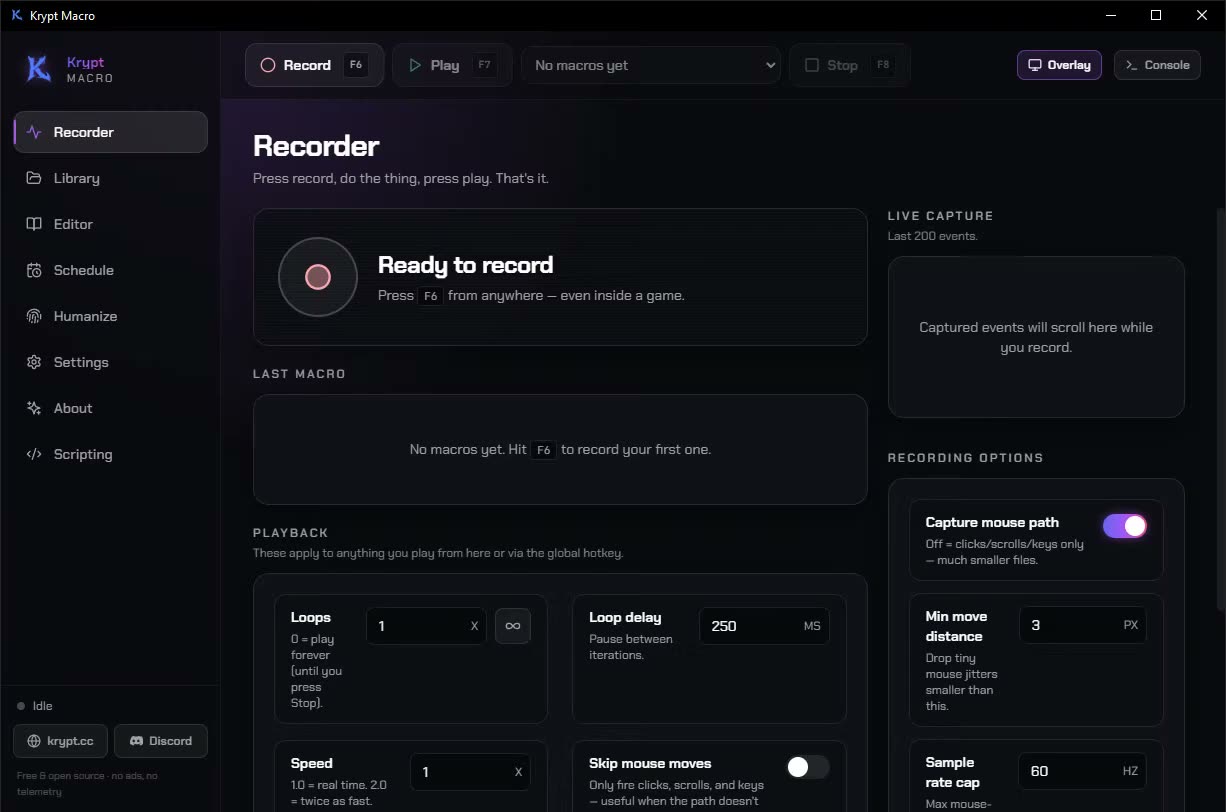 Krypt Macro
Krypt
MACRO
Record F6
Play F7
No macros yet
Stop F8
Overlay
Console
Recorder
Library
Editor
Schedule
Humanize
Settings
About
Scripting
Idle
krypt.cc
Discord
Free & open source · no ads, no
telemetry
Recorder
Press record, do the thing, press play. That's it.
Ready to record
Press F6 from anywhere — even inside a game.
LAST MACRO
No macros yet. Hit F6 to record your first one.
PLAYBACK
These apply to anything you play from here or via the global hotkey.
Loops
0 = play
forever
(until you
press
Stop).
1 X
∞
Loop delay
Pause between
iterations.
250 MS
Speed
1.0 = real time. 2.0
= twice as fast.
1 X
Skip mouse moves
Only fire clicks, scrolls, and keys
— useful when the path doesn't
LIVE CAPTURE
Last 200 events.
Captured events will scroll here while
you record.
RECORDING OPTIONS
Capture mouse path
Off = clicks/scrolls/keys only
— much smaller files.
Min move
distance
Drop tiny
mouse jitters
smaller than
this.
3 PX
Sample
rate cap
Max mouse-
60 HZ